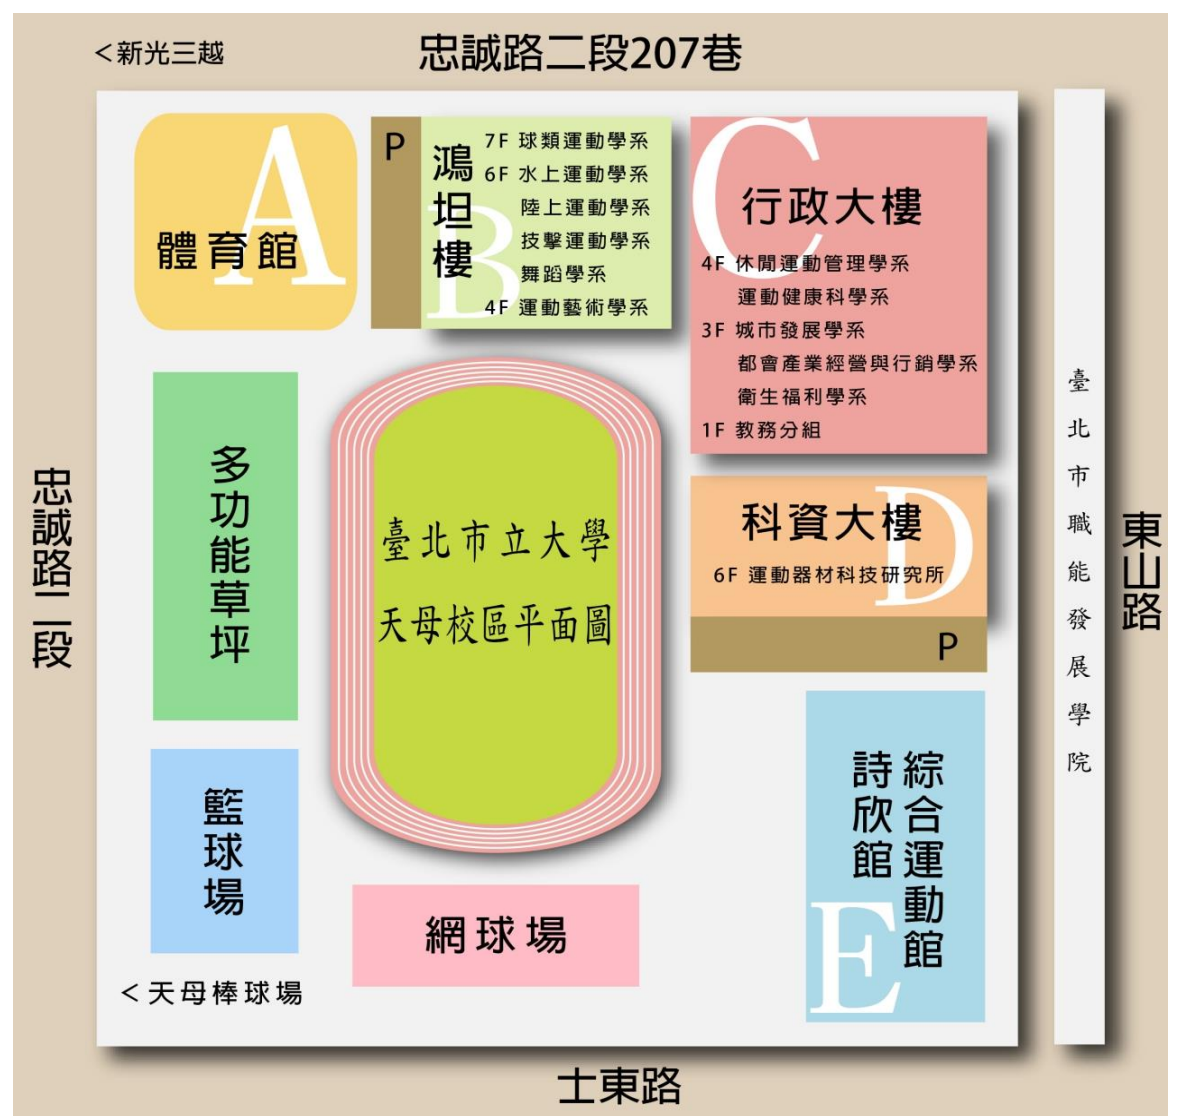 <新光三越
忠誠路二段207巷
A
體育館
P
B
鴻坦樓
7F 球類運動學系
6F 水上運動學系
陸上運動學系
技擊運動學系
舞蹈學系
4F 運動藝術學系
C
行政大樓
4F 休閒運動管理學系
運動健康科學系
3F 城市發展學系
都會產業經營與行銷學系
衛生福利學系
1F 教務分組
D
科資大樓
6F 運動器材科技研究所
P
臺北市立大學
天母校區平面圖
多功能草坪
籃球場
網球場
綜合運動館
詩欣館
E
<天母棒球場
忠誠路二段
臺北市職能發展學院
東山路
士東路